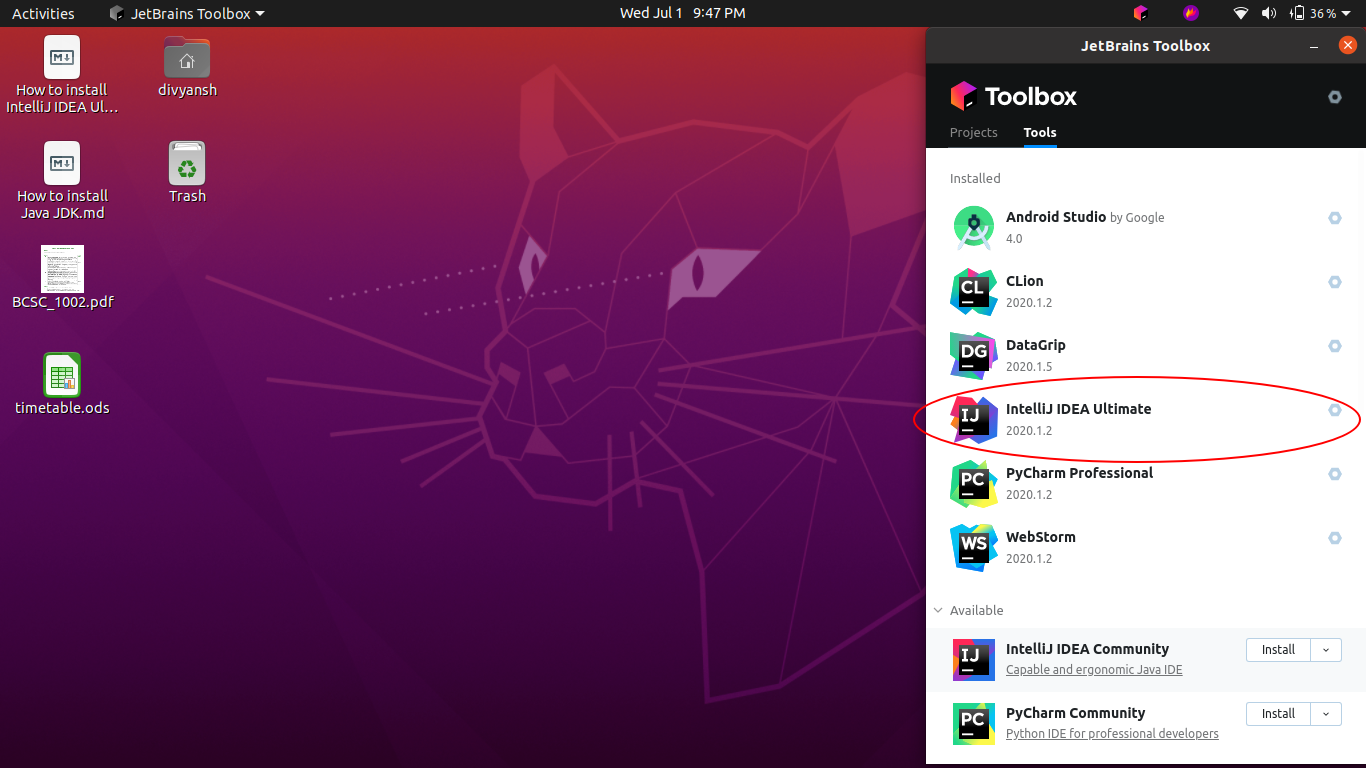 Activities
JetBrains Toolbox
Wed Jul 1 9:47 PM
36 %
How to install
IntelliJ IDEA Ul...
divyansh
How to install
Java JDK.md
Trash
BCSC_1002.pdf
timetable.ods
JetBrains Toolbox
Toolbox
Projects
Tools
Installed
Android Studio by Google
4.0
CL
CLion
2020.1.2
DG
DataGrip
2020.1.5
IJ
IntelliJ IDEA Ultimate
2020.1.2
PC
PyCharm Professional
2020.1.2
WS
WebStorm
2020.1.2
Available
IJ
IntelliJ IDEA Community
Capable and ergonomic Java IDE
Install
PC
PyCharm Community
Python IDE for professional developers
Install